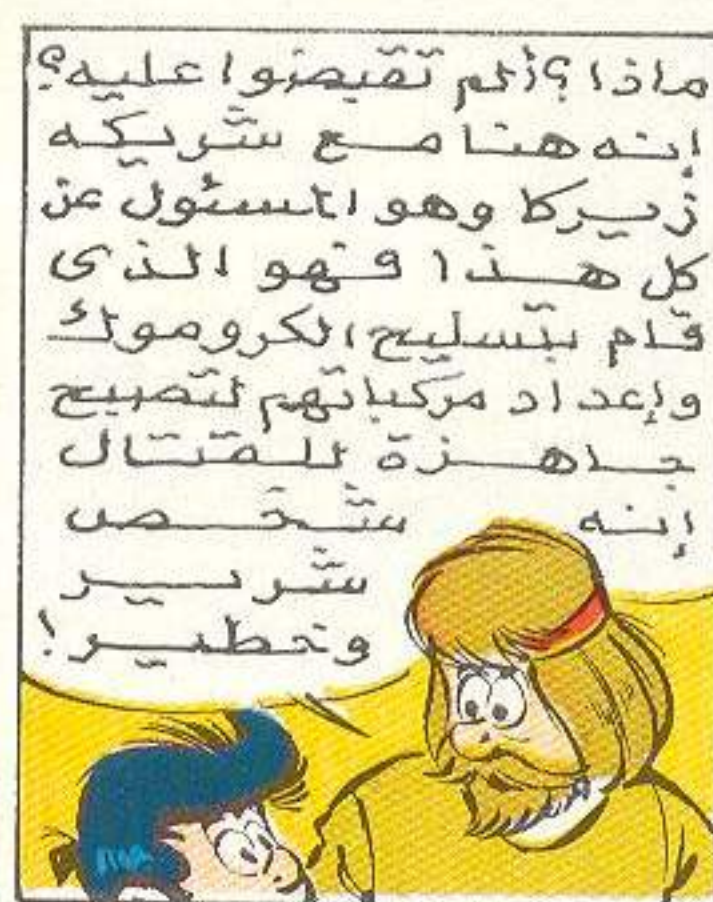 ماذا؟ ألم تقبضوا عليه؟
إنه هنا مع شريكه
زيركا وهو المسئول عن
كل هذا فهو الذى
قام بتسليح الكروموك
وإعداد مركباتهم لتصبح
جاهزة للقتال
إنه شخص
شرير
وخطير!